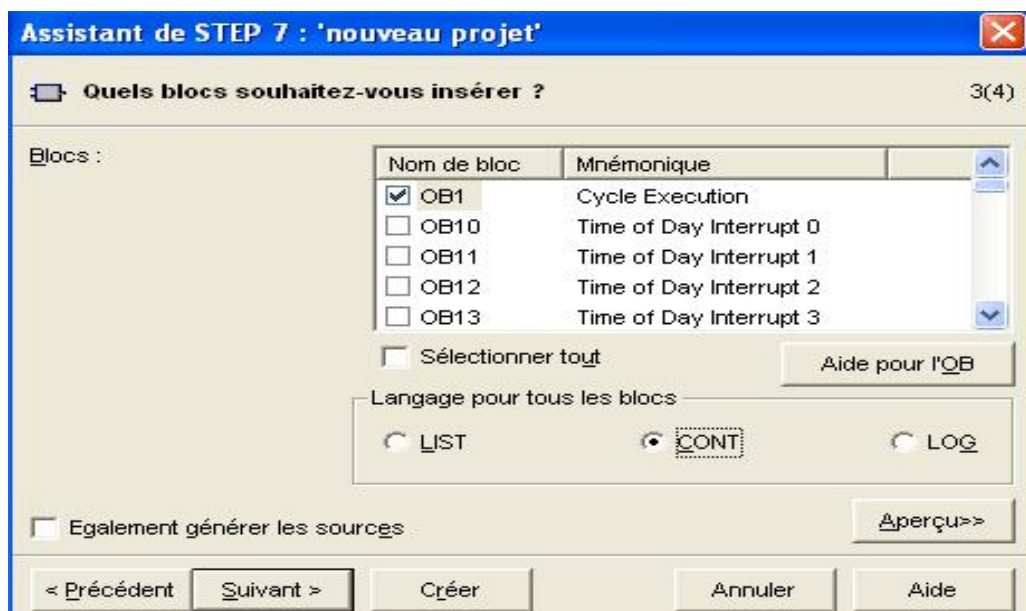 Assistant de STEP 7 : 'nouveau projet'
Quels blocs souhaitez-vous insérer ? 3(4)
Blocs :
Nom de bloc Mnémonique
OB1 Cycle Execution
OB10 Time of Day Interrupt 0
OB11 Time of Day Interrupt 1
OB12 Time of Day Interrupt 2
OB13 Time of Day Interrupt 3
Sélectionner tout
Aide pour l'OB
Langage pour tous les blocs
LIST CONT LOG
Egalement générer les sources
Aperçu>>
< Précédent Suivant > Créer Annuler Aide